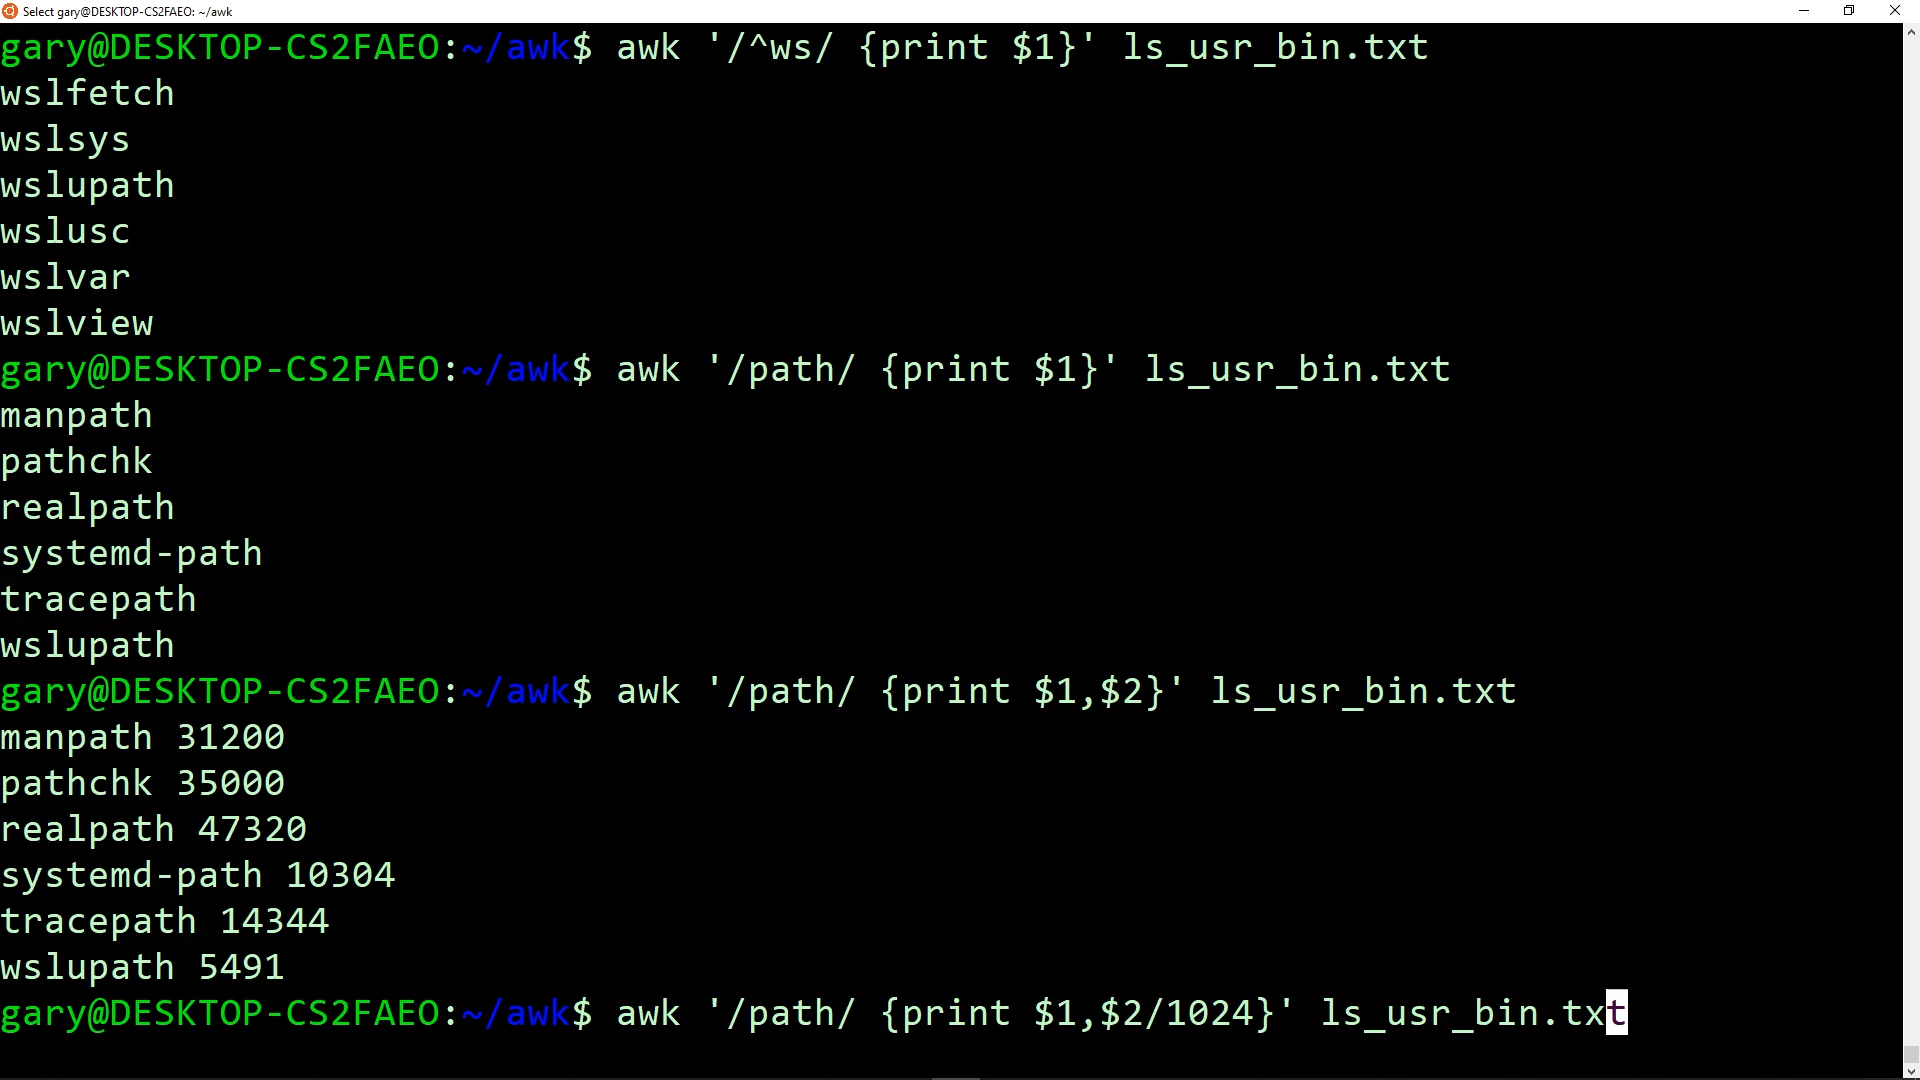 Select gary@DESKTOP-CS2FAEO: ~/awk
gary@DESKTOP-CS2FAEO:~/awk$ awk '/^ws/ {print $1}' ls_usr_bin.txt
wslfetch
wslsys
wslupath
wslusc
wslvar
wslview
gary@DESKTOP-CS2FAEO:~/awk$ awk '/path/ {print $1}' ls_usr_bin.txt
manpath
pathchk
realpath
systemd-path
tracepath
wslupath
gary@DESKTOP-CS2FAEO:~/awk$ awk '/path/ {print $1,$2}' ls_usr_bin.txt
manpath 31200
pathchk 35000
realpath 47320
systemd-path 10304
tracepath 14344
wslupath 5491
gary@DESKTOP-CS2FAEO:~/awk$ awk '/path/ {print $1,$2/1024}' ls_usr_bin.txt